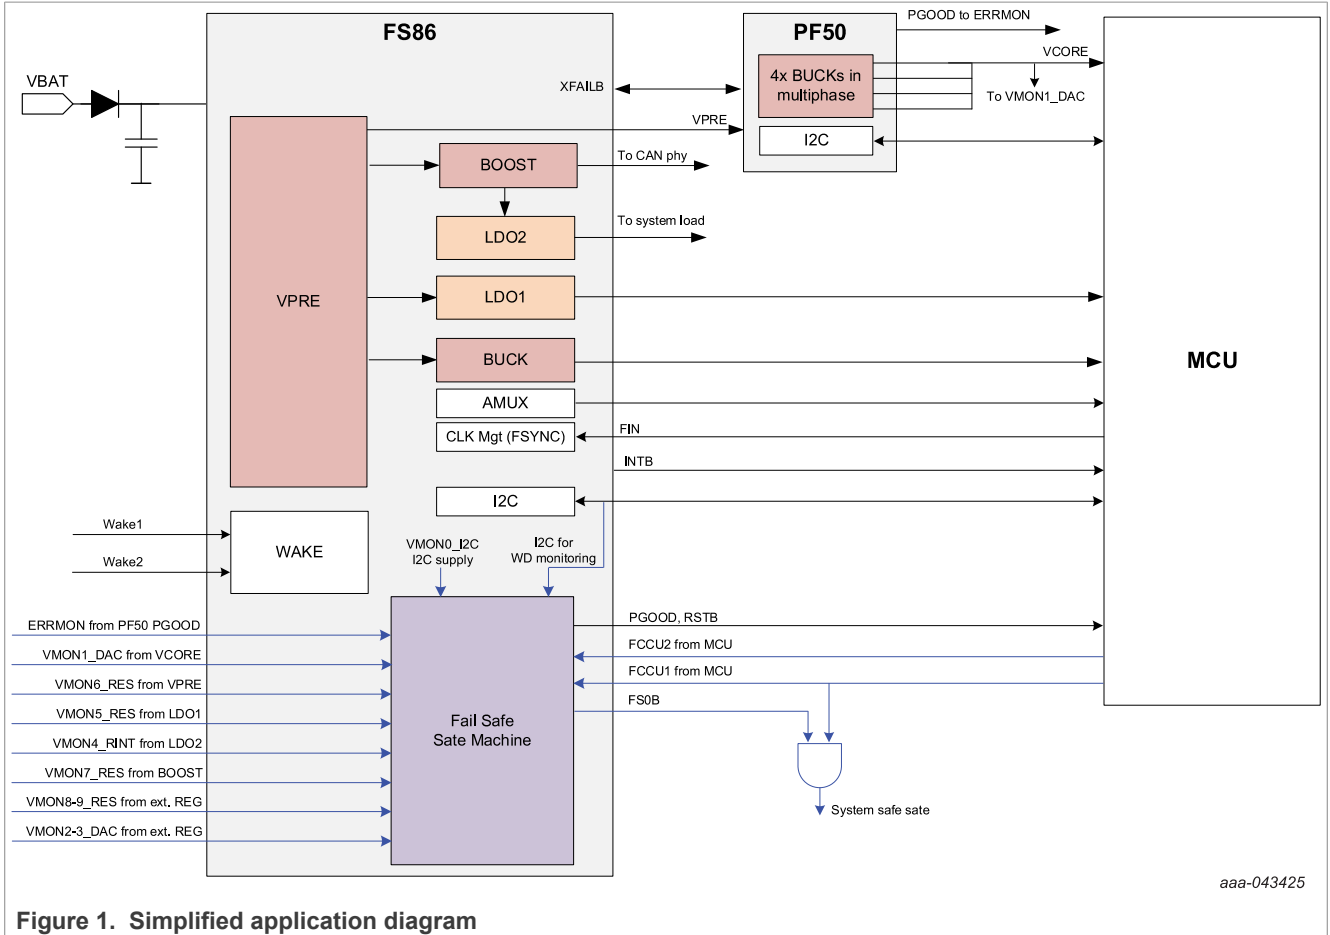 FS86
PF50
PGOOD to ERRMON
VBAT
XFAILB
4x BUCKs in
multiphase
VCORE
To VMON1_DAC
VPRE
I2C
BOOST
To CAN phy
LDO2
To system load
VPRE
LDO1
BUCK
MCU
AMUX
CLK Mgt (FSYNC)
FIN
INTB
I2C
Wake1
Wake2
WAKE
VMON0_I2C
I2C supply
I2C for
WD monitoring
ERRMON from PF50 PGOOD
VMON1_DAC from VCORE
VMON6_RES from VPRE
VMON5_RES from LDO1
VMON4_RINT from LDO2
VMON7_RES from BOOST
VMON8-9_RES from ext. REG
VMON2-3_DAC from ext. REG
Fail Safe
Sate Machine
PGOOD, RSTB
FCCU2 from MCU
FCCU1 from MCU
FS0B
System safe sate
aaa-043425
Figure 1. Simplified application diagram